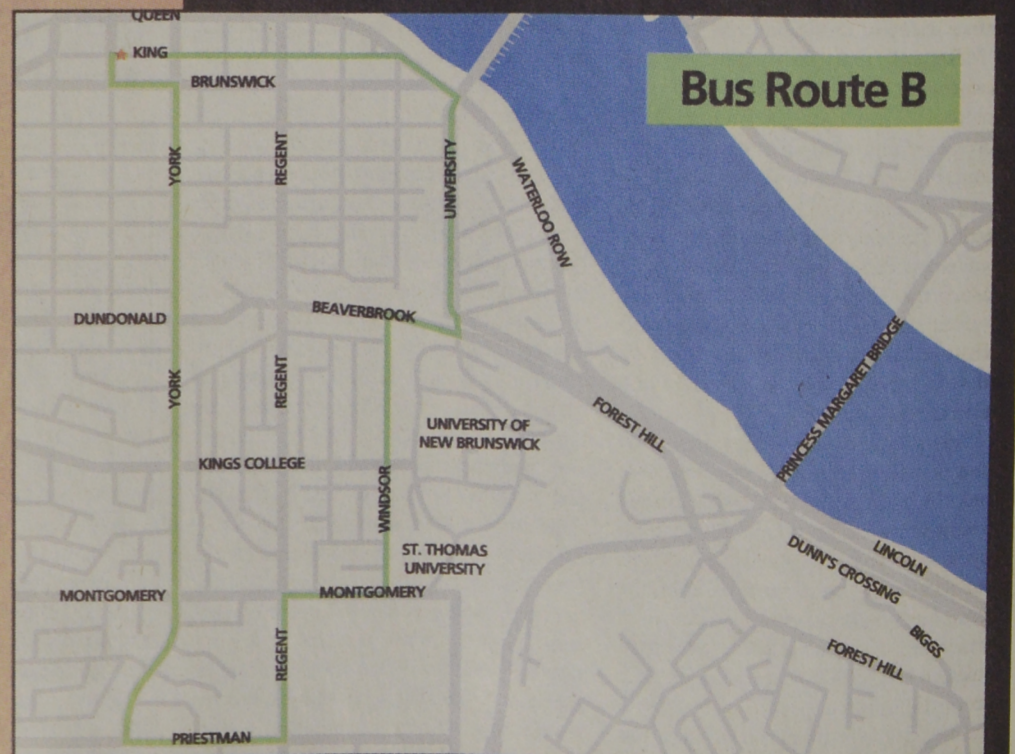 QUEEN
KING
BRUNSWICK
Bus Route B
YORK
REGENT
UNIVERSITY
WATERLOO ROW
DUNDONALD
BEAVERBROOK
YORK
REGENT
PRINCESS MARGARET BRIDGE
FOREST HILL
UNIVERSITY OF
NEW BRUNSWICK
KINGS COLLEGE
WINDSOR
ST. THOMAS
UNIVERSITY
LINCOLN
DUNN'S CROSSING
MONTGOMERY
MONTGOMERY
BIGGS
REGENT
FOREST HILL
PRIESTMAN